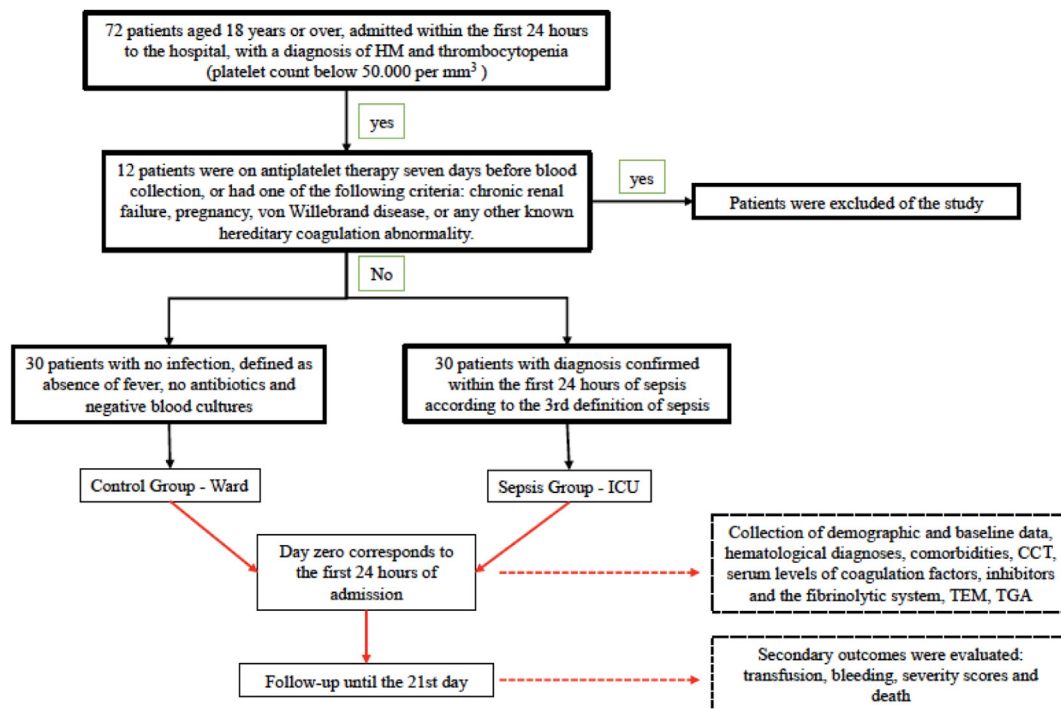 72 patients aged 18 years or over, admitted within the first 24 hours
to the hospital, with a diagnosis of HM and thrombocytopenia
(platelet count below 50.000 per mm³ )
yes
12 patients were on antiplatelet therapy seven days before blood
collection, or had one of the following criteria: chronic renal
failure, pregnancy, von Willebrand disease, or any other known
hereditary coagulation abnormality.
yes
Patients were excluded of the study
No
30 patients with no infection, defined as
absence of fever, no antibiotics and
negative blood cultures
30 patients with diagnosis confirmed
within the first 24 hours of sepsis
according to the 3rd definition of sepsis
Control Group - Ward
Sepsis Group - ICU
Day zero corresponds to
the first 24 hours of
admission
Collection of demographic and baseline data,
hematological diagnoses, comorbidities, CCT,
serum levels of coagulation factors, inhibitors
and the fibrinolytic system, TEM, TGA
Follow-up until the 21st day
Secondary outcomes were evaluated:
transfusion, bleeding, severity scores and
death